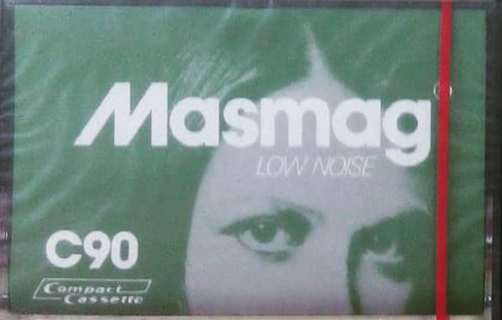 Masmag
LOW NOISE
C90
Compact
Cassette